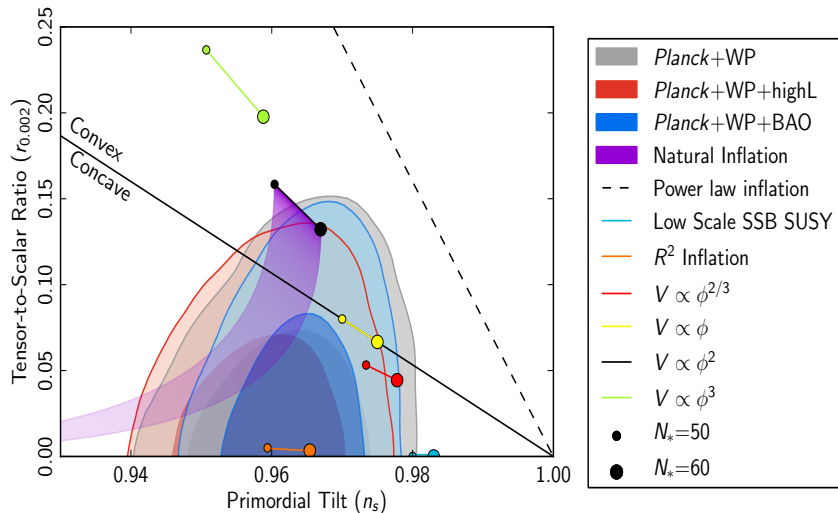 0.25
0.20
0.15
0.10
0.05
0.00
Tensor-to-Scalar Ratio (r₀.₀₀₂)
Convex
Concave
0.94 0.96 0.98 1.00
Primordial Tilt (nₛ)
Planck+WP
Planck+WP+highL
Planck+WP+BAO
Natural Inflation
Power law inflation
Low Scale SSB SUSY
R² Inflation
V ∝ ϕ²ᐟ³
V ∝ ϕ
V ∝ ϕ²
V ∝ ϕ³
N*=50
N*=60